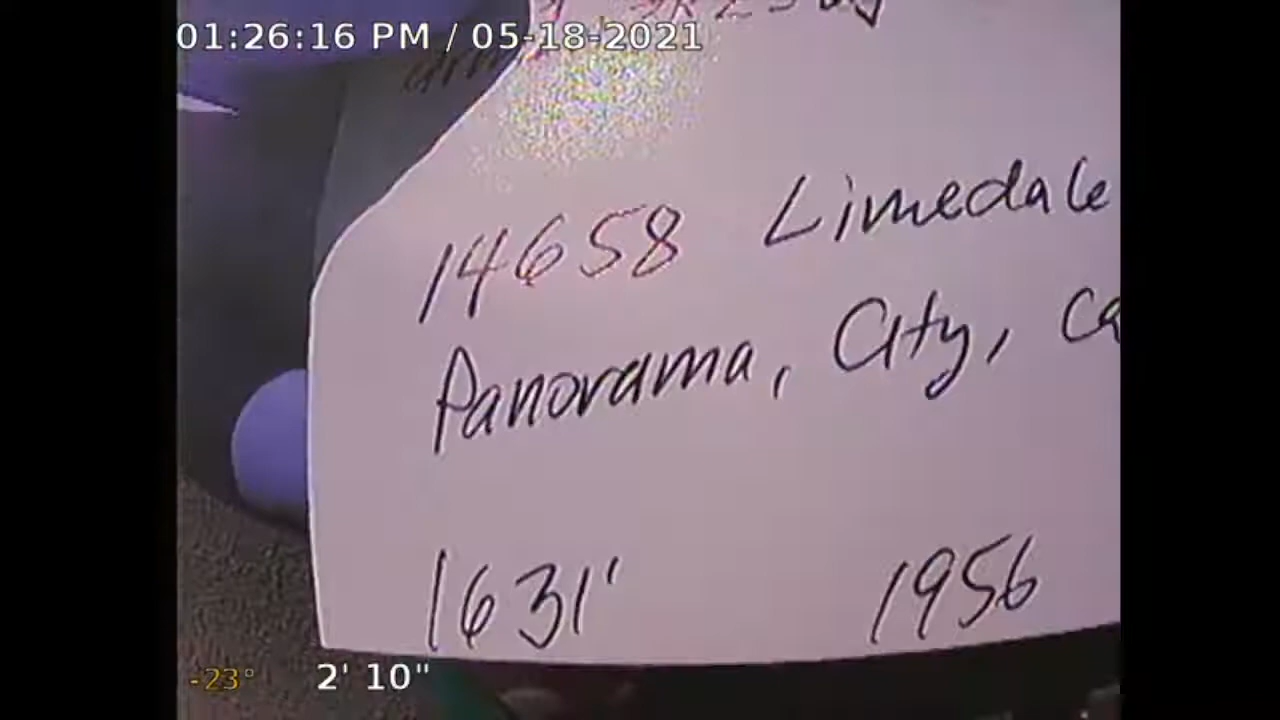 01:26:16 PM / 05-18-2021
14658 Limedale
Panorama, City, Ca
1631' 1956
-23° 2' 10"